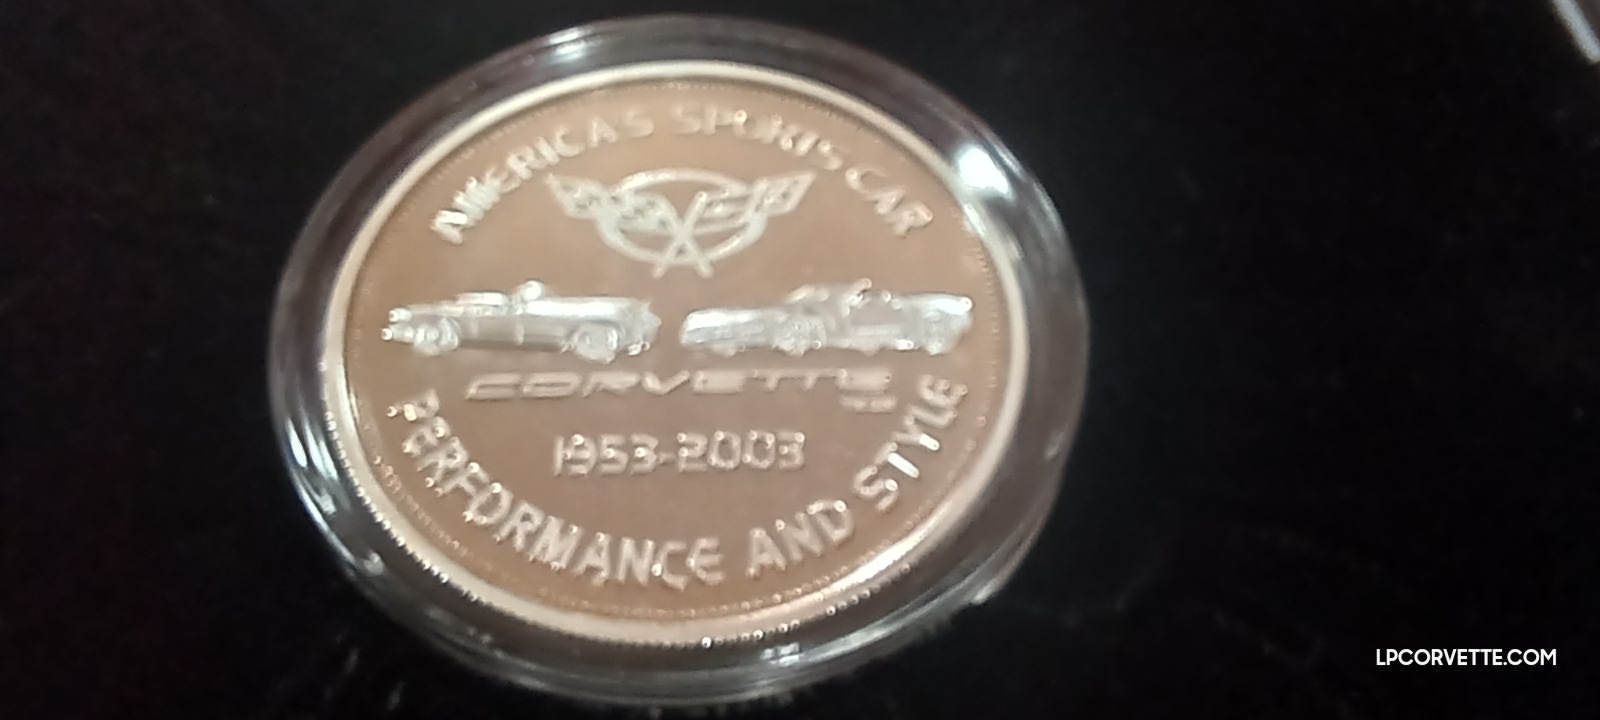 AMERICA'S SPORTS CAR
CORVETTE
1953-2003
PERFORMANCE AND STYLE
LPCORVETTE.COM